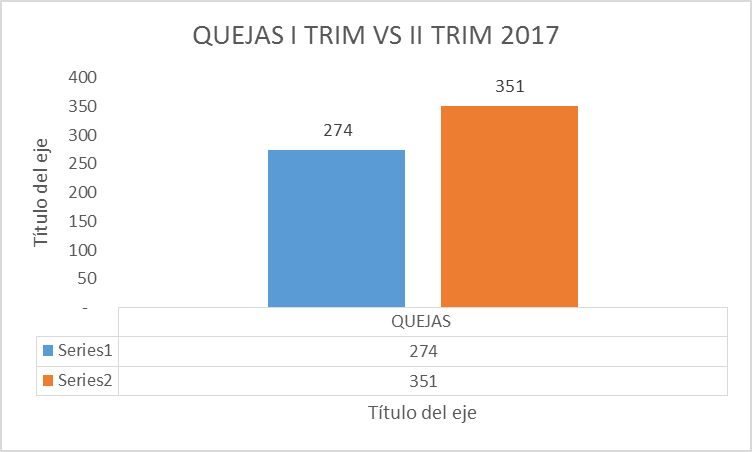 QUEJAS I TRIM VS II TRIM 2017
400
350
300
250
200
150
100
50
-
Título del eje
274
351
QUEJAS
Series1 274
Series2 351
Título del eje